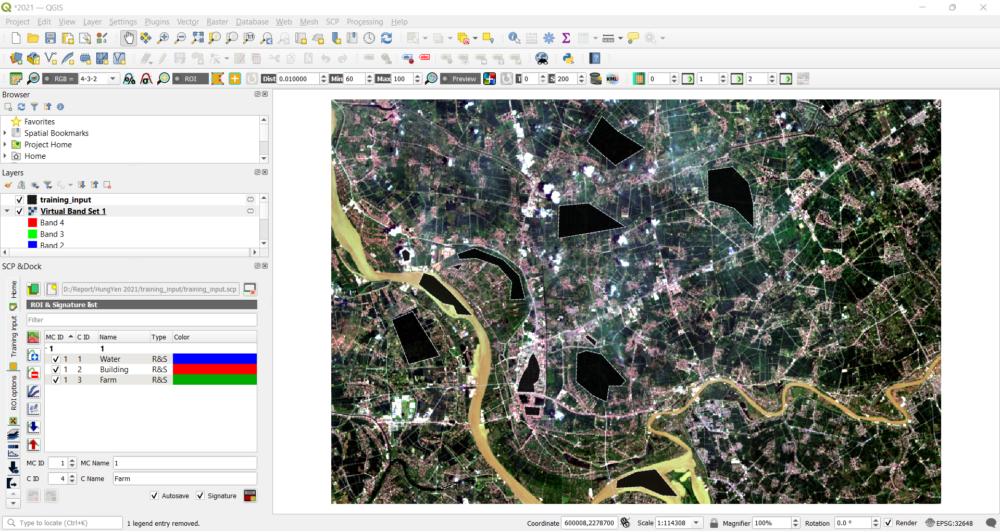 *2021 — QGIS
Project Edit View Layer Settings Plugins Vector Raster Database Web Mesh SCP Processing Help
RGB = 4-3-2 ROI Dist 0.010000 Min 60 Max 100 Preview T 0 S 200 KML 0 1 2
Browser
Favorites
Spatial Bookmarks
Project Home
Home
Layers
training_input
Virtual Band Set 1
Band 4
Band 3
Band 2
SCP &Dock
Home
Training input
ROI options
D:/Report/HungYen 2021/training_input/training_input.scp
ROI & Signature list
Filter
MC ID C ID Name Type Color
1 1
1 1 Water R&S
1 2 Building R&S
1 3 Farm R&S
MC ID 1 MC Name 1
C ID 4 C Name Farm
Autosave Signature
Type to locate (Ctrl+K) 1 legend entry removed. Coordinate 600008,2278700 Scale 1:114308 Magnifier 100% Rotation 0.0 ° Render EPSG:32648